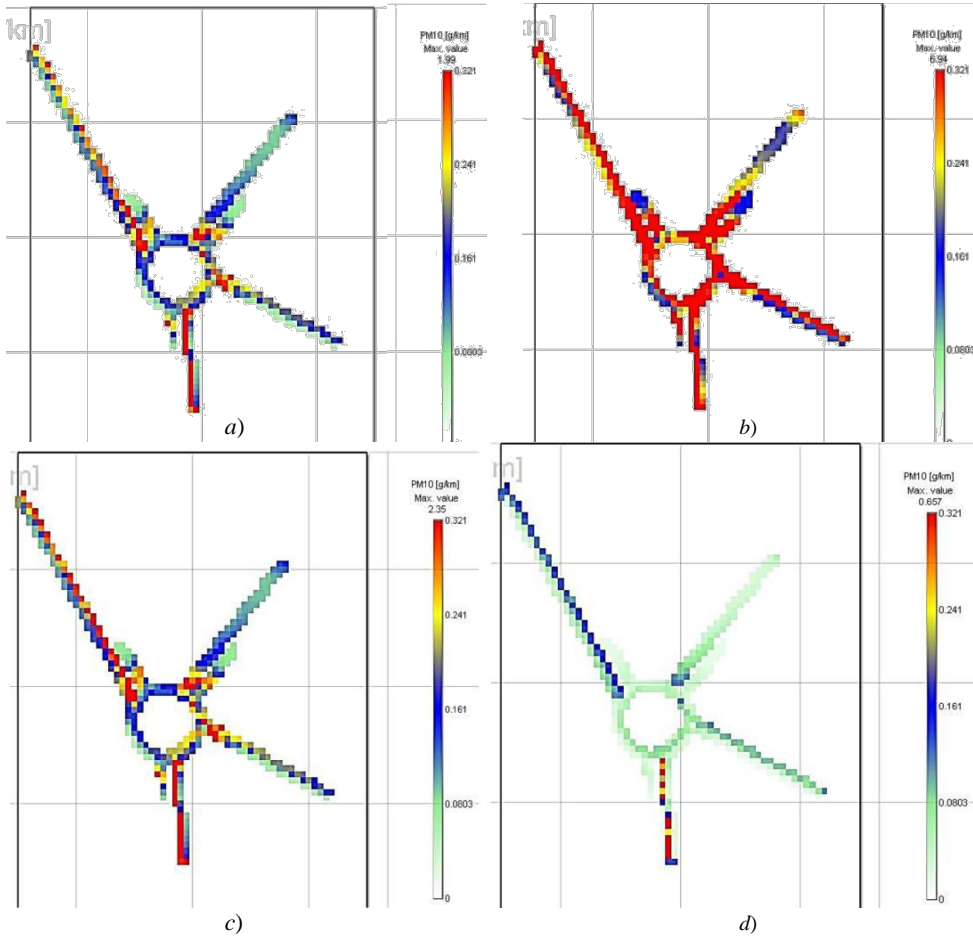 /km]
PM10 [g/km]
Max. value
1.99
0.321
0.241
0.161
0.0803
0
a)
km]
PM10 [g/km]
Max. value
6.94
0.321
0.241
0.161
0.0803
0
b)
m]
PM10 [g/km]
Max. value
2.35
0.321
0.241
0.161
0.0803
0
c)
m]
PM10 [g/km]
Max. value
0.657
0.321
0.241
0.161
0.0803
0
d)